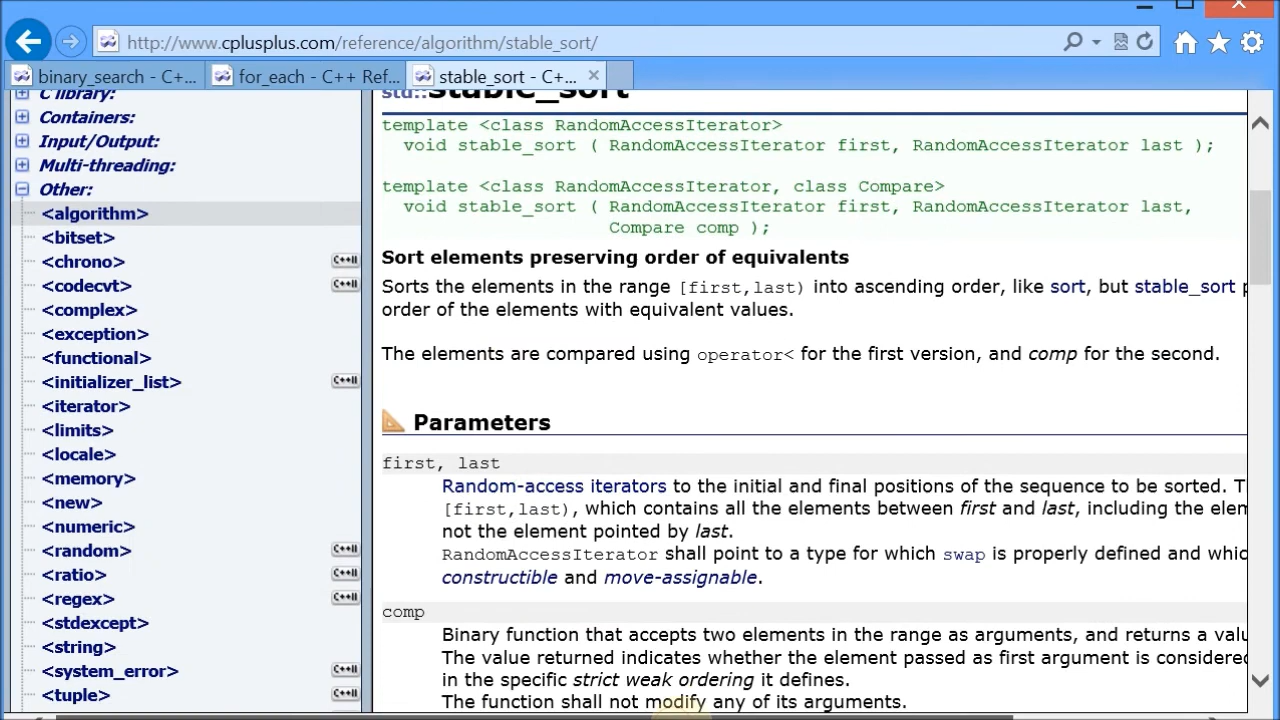 http://www.cplusplus.com/reference/algorithm/stable_sort/
binary_search - C+...
for_each - C++ Ref...
stable_sort - C+...
C library:
Containers:
Input/Output:
Multi-threading:
Other:
<algorithm>
<bitset>
<chrono> C++11
<codecvt> C++11
<complex>
<exception>
<functional>
<initializer_list> C++11
<iterator>
<limits>
<locale>
<memory>
<new>
<numeric>
<random> C++11
<ratio> C++11
<regex> C++11
<stdexcept>
<string>
<system_error> C++11
<tuple> C++11
std::stable_sort
template <class RandomAccessIterator>
void stable_sort ( RandomAccessIterator first, RandomAccessIterator last );
template <class RandomAccessIterator, class Compare>
void stable_sort ( RandomAccessIterator first, RandomAccessIterator last,
Compare comp );
Sort elements preserving order of equivalents
Sorts the elements in the range [first,last) into ascending order, like sort, but stable_sort
order of the elements with equivalent values.
The elements are compared using operator< for the first version, and comp for the second.
Parameters
first, last
Random-access iterators to the initial and final positions of the sequence to be sorted.
[first,last), which contains all the elements between first and last, including the
not the element pointed by last.
RandomAccessIterator shall point to a type for which swap is properly defined and
constructible and move-assignable.
comp
Binary function that accepts two elements in the range as arguments, and returns a
The value returned indicates whether the element passed as first argument is considered
in the specific strict weak ordering it defines.
The function shall not modify any of its arguments.